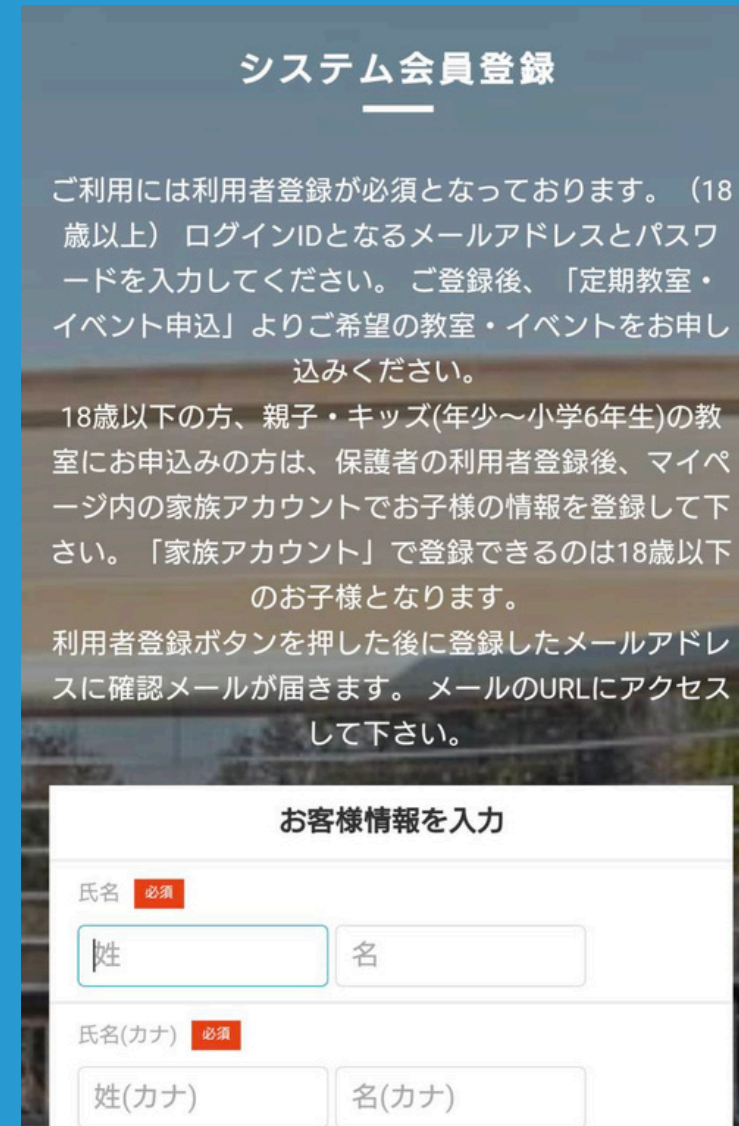 システム会員登録
ご利用には利用者登録が必須となっております。（18
歳以上） ログインIDとなるメールアドレスとパスワ
ードを入力してください。 ご登録後、「定期教室・
イベント申込」よりご希望の教室・イベントをお申し
込みください。
18歳以下の方、親子・キッズ(年少～小学6年生)の教
室にお申込みの方は、保護者の利用者登録後、マイペ
ージ内の家族アカウントでお子様の情報を登録して下
さい。「家族アカウント」で登録できるのは18歳以下
のお子様となります。
利用者登録ボタンを押した後に登録したメールアドレ
スに確認メールが届きます。 メールのURLにアクセス
して下さい。
お客様情報を入力
氏名 必須
姓 名
氏名(カナ) 必須
姓(カナ) 名(カナ)